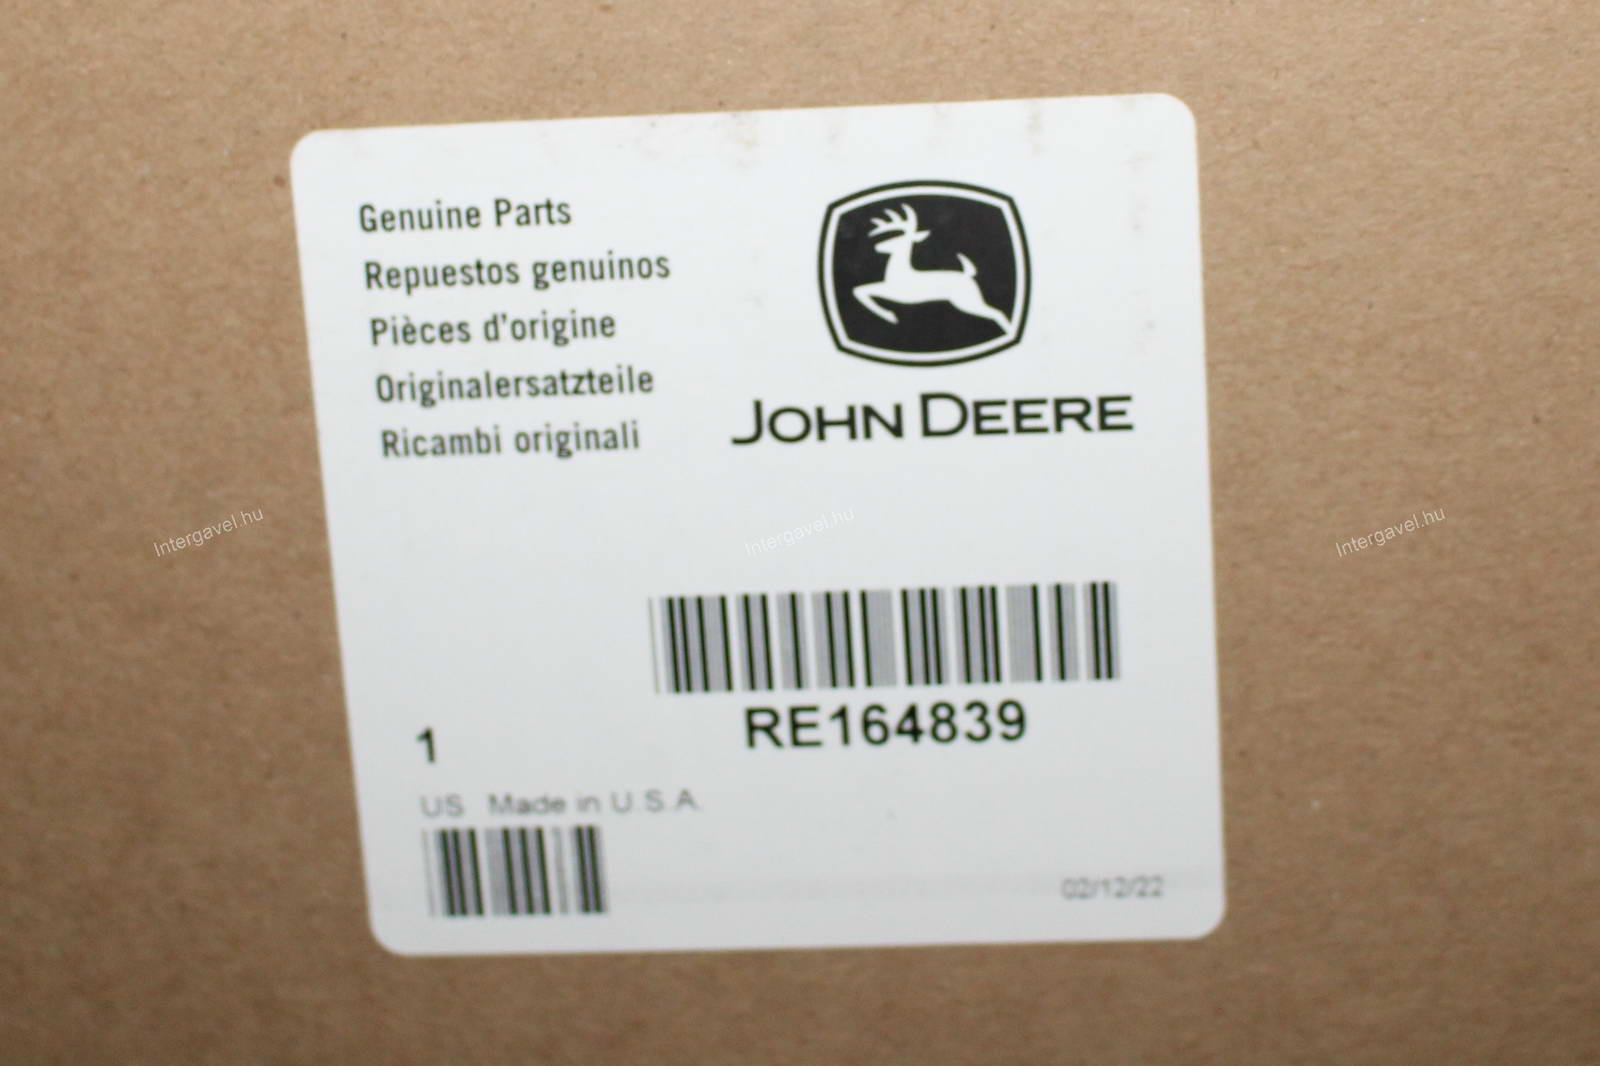 Genuine Parts
Repuestos genuinos
Pièces d'origine
Originalersatzteile
Ricambi originali
JOHN DEERE
Intergavel.hu
Intergavel.hu
Intergavel.hu
RE164839
1
US Made in U.S.A.
02/12/22